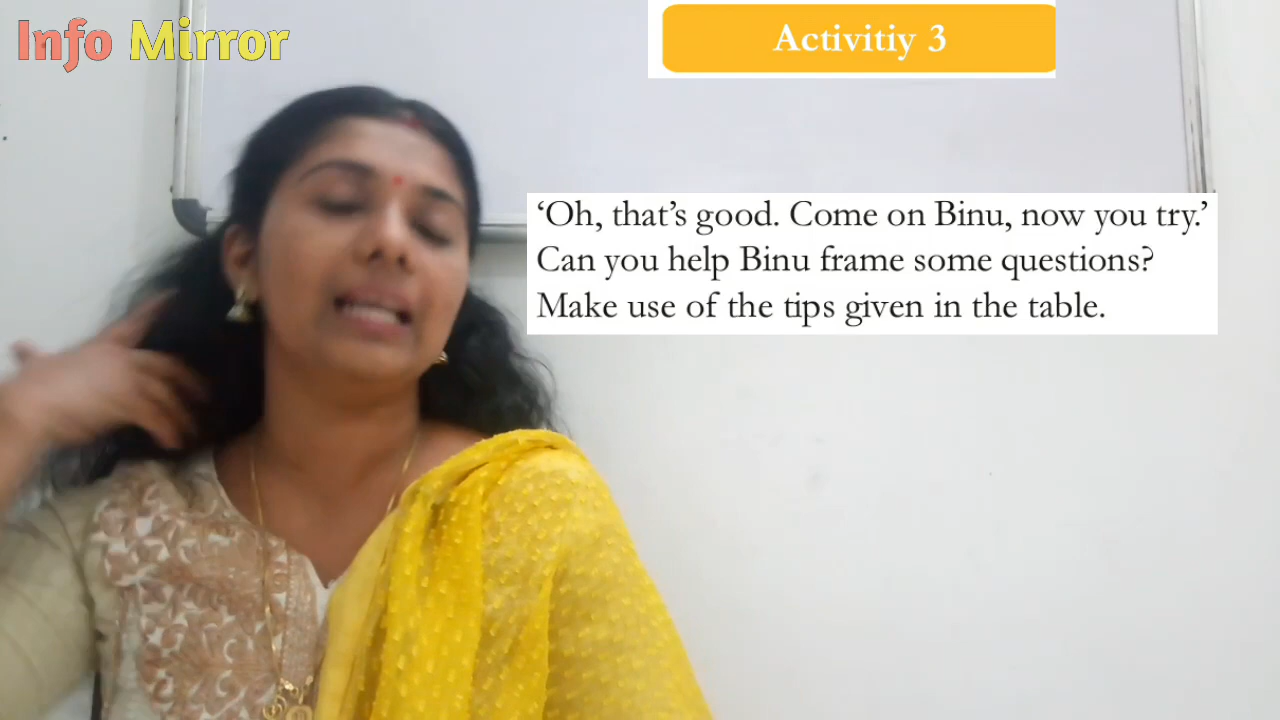 Info Mirror
Activitiy 3
‘Oh, that’s good. Come on Binu, now you try.’
Can you help Binu frame some questions?
Make use of the tips given in the table.